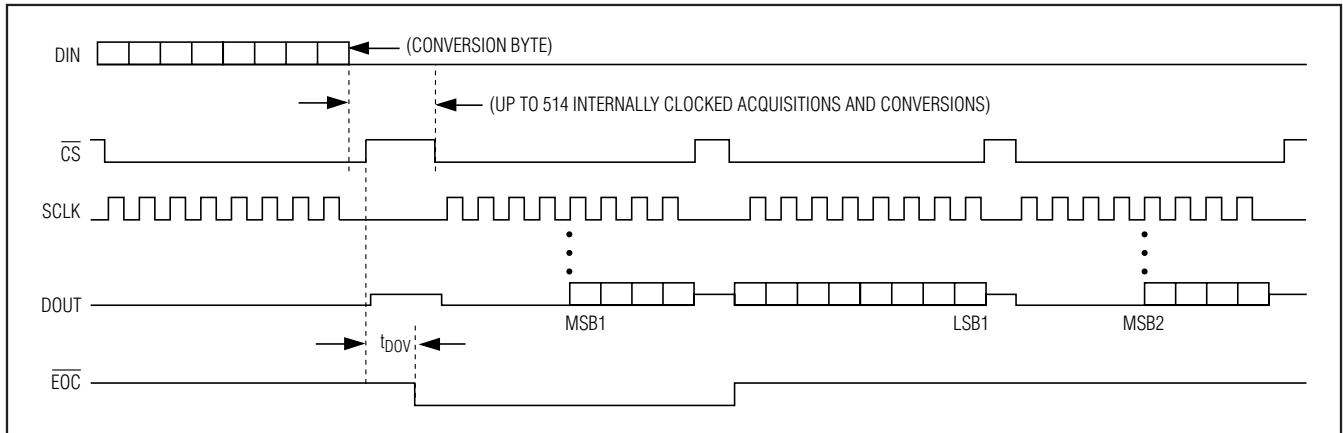 DIN
(CONVERSION BYTE)
(UP TO 514 INTERNALLY CLOCKED ACQUISITIONS AND CONVERSIONS)
CS
SCLK
DOUT
MSB1
LSB1
MSB2
tDOV
EOC